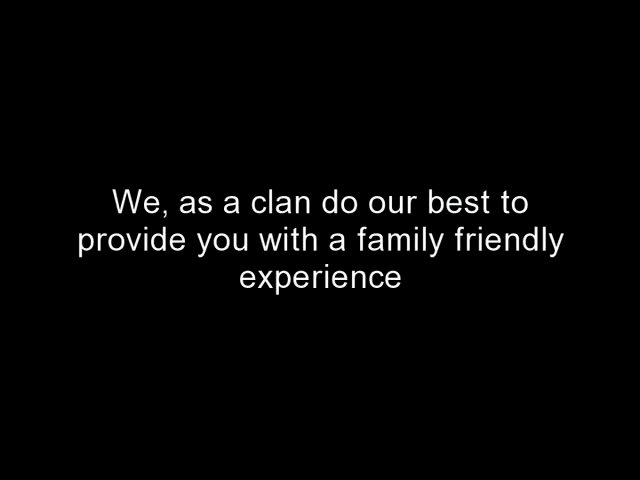 We, as a clan do our best to
provide you with a family friendly
experience